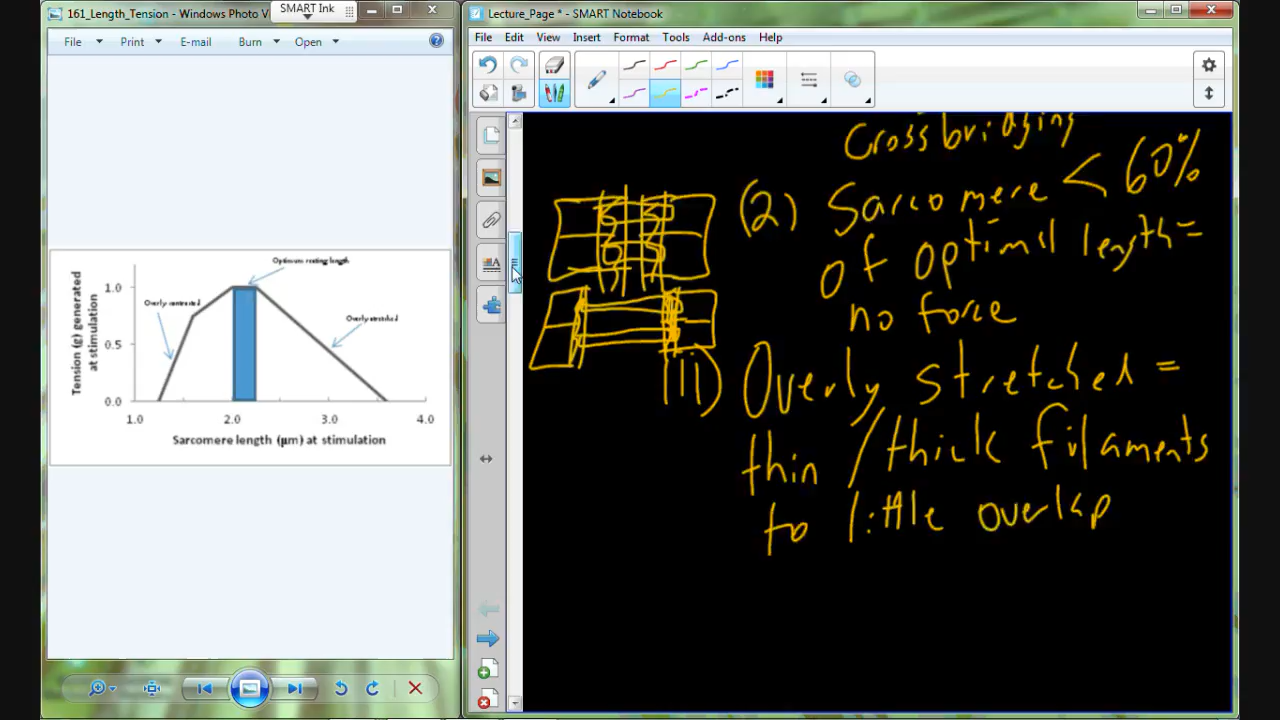 161_Length_Tension - Windows Photo V
SMART Ink
File Print E-mail Burn Open
Optimum resting length
Overly contracted
Overly stretched
Tension (g) generated
at stimulation
1.0
0.5
0.0
1.0 2.0 3.0 4.0
Sarcomere length (µm) at stimulation
Lecture_Page * - SMART Notebook
File Edit View Insert Format Tools Add-ons Help
Crossbridging
(2) Sarcomere < 60%
of optimal length =
no force
(ii) Overly stretched =
thin / thick filaments
to little overlap